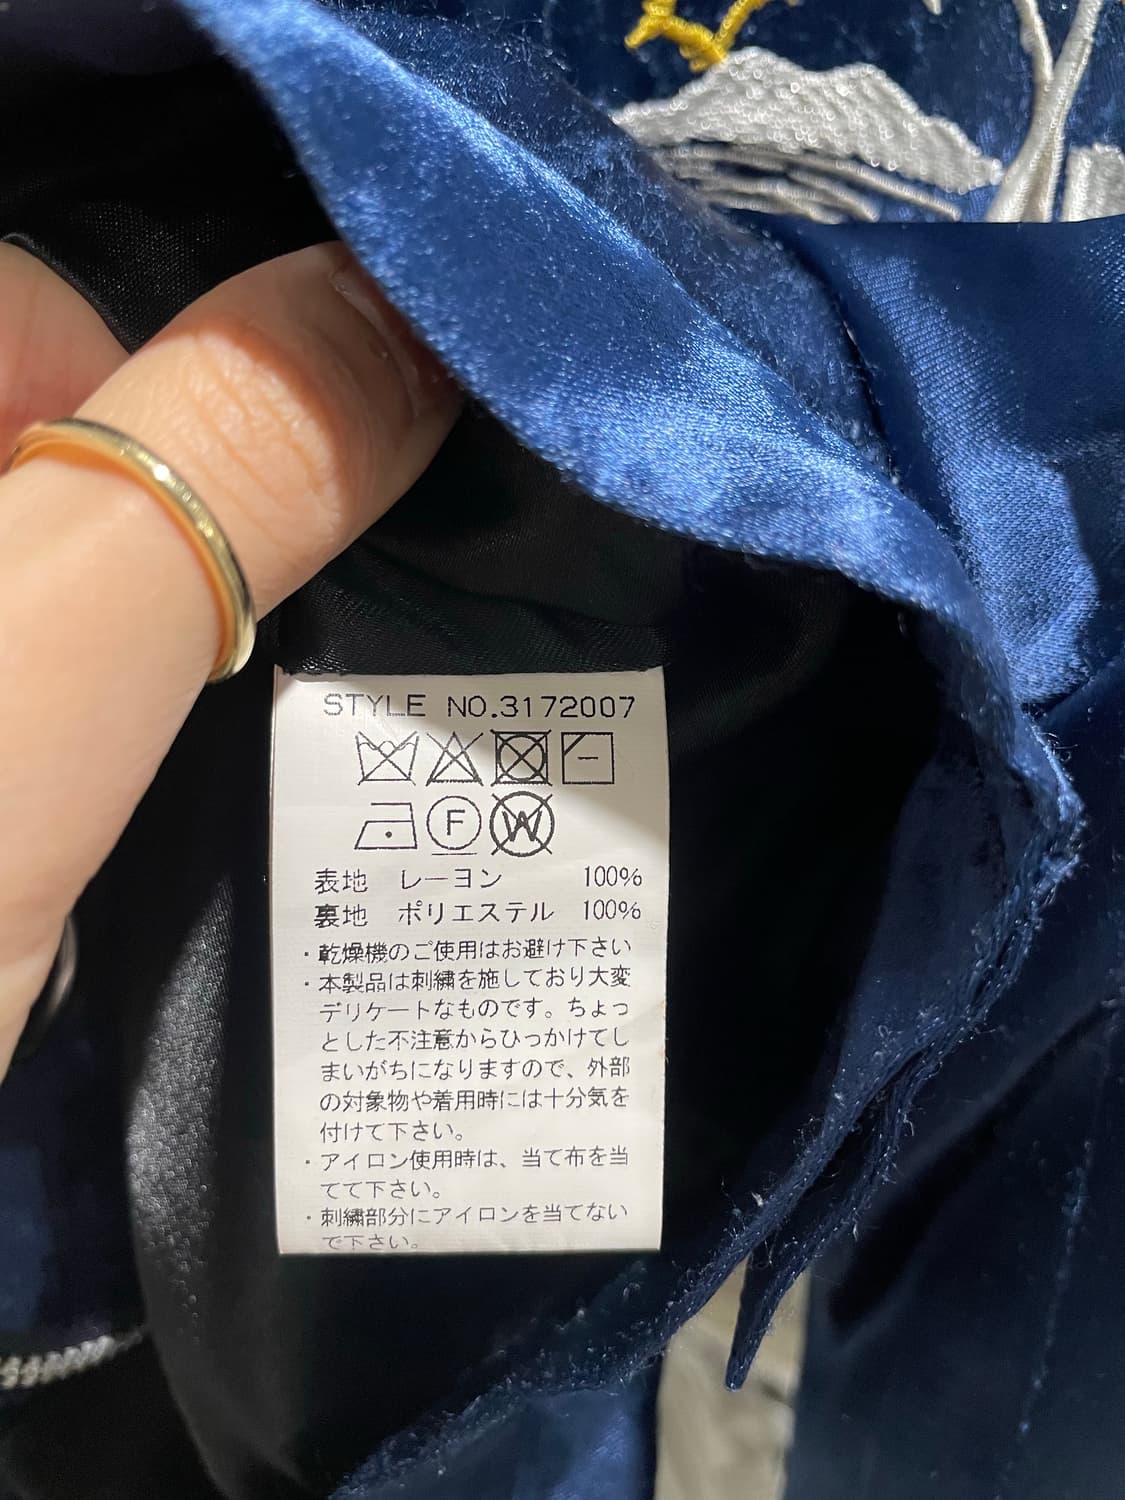 STYLE NO.3172007
F W
表地 レーヨン 100%
裏地 ポリエステル 100%
・乾燥機のご使用はお避け下さい
・本製品は刺繍を施しており大変
デリケートなものです。ちょっ
とした不注意からひっかけてし
まいがちになりますので、外部
の対象物や着用時には十分気を
付けて下さい。
・アイロン使用時は、当て布を当
てて下さい。
・刺繍部分にアイロンを当てない
で下さい。